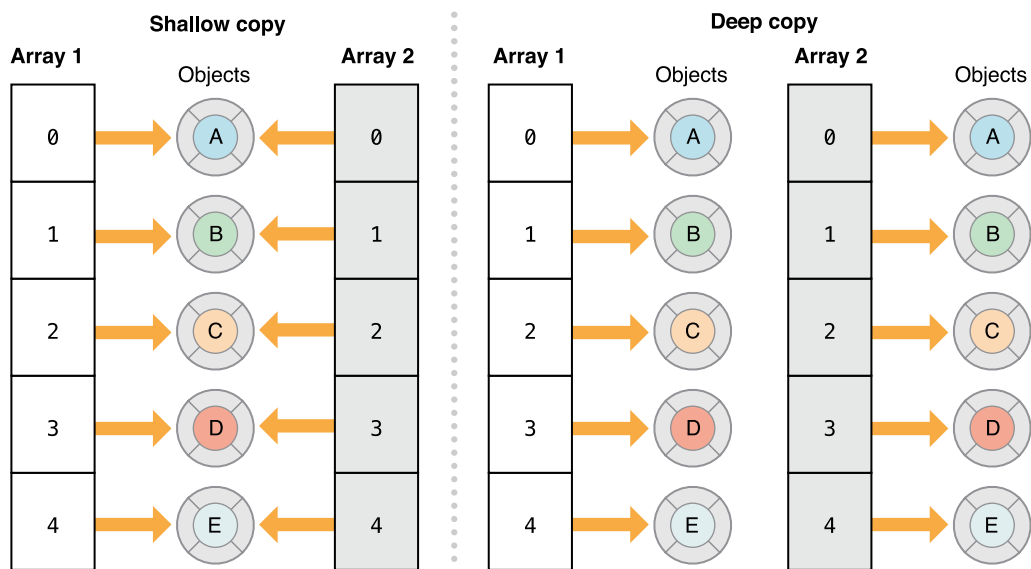 Shallow copy
Array 1
Objects
Array 2
0 A 0
1 B 1
2 C 2
3 D 3
4 E 4
Deep copy
Array 1
Objects
Array 2
Objects
0 A 0 A
1 B 1 B
2 C 2 C
3 D 3 D
4 E 4 E